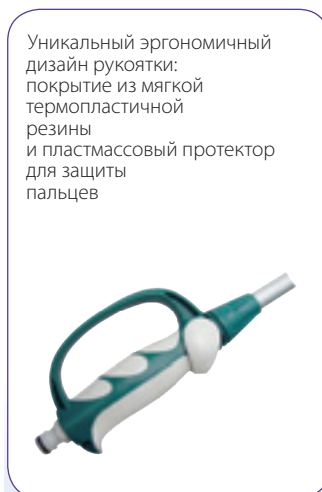 Уникальный эргономичный
дизайн рукоятки:
покрытие из мягкой
термопластичной
резины
и пластмассовый протектор
для защиты
пальцев